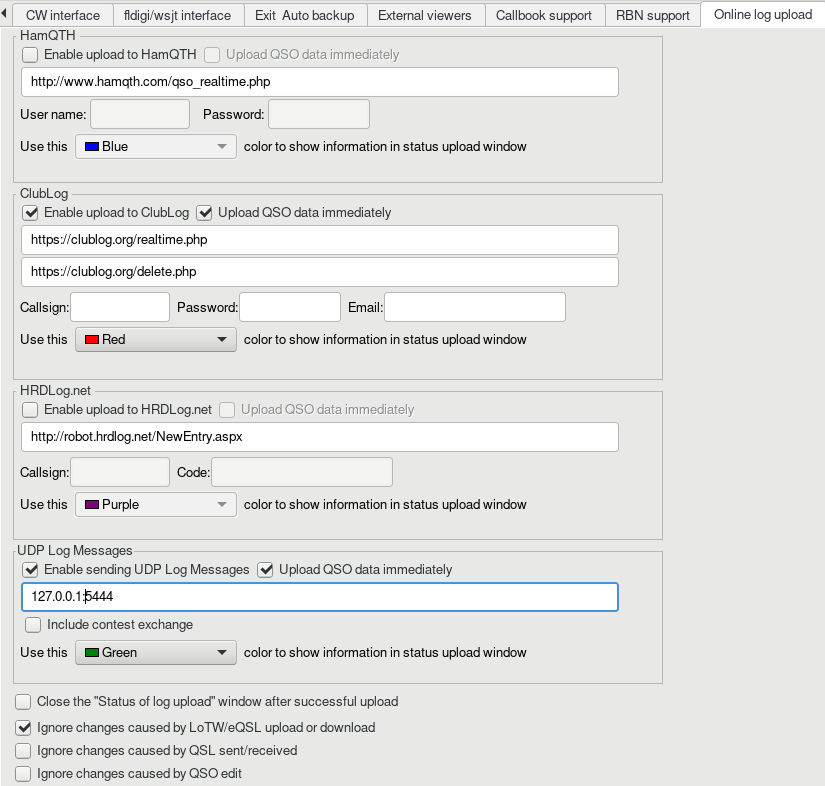 CW interface fldigi/wsjt interface Exit Auto backup External viewers Callbook support RBN support Online log upload
HamQTH
Enable upload to HamQTH Upload QSO data immediately
http://www.hamqth.com/qso_realtime.php
User name: Password:
Use this Blue color to show information in status upload window
ClubLog
Enable upload to ClubLog Upload QSO data immediately
https://clublog.org/realtime.php
https://clublog.org/delete.php
Callsign: Password: Email:
Use this Red color to show information in status upload window
HRDLog.net
Enable upload to HRDLog.net Upload QSO data immediately
http://robot.hrdlog.net/NewEntry.aspx
Callsign: Code:
Use this Purple color to show information in status upload window
UDP Log Messages
Enable sending UDP Log Messages Upload QSO data immediately
127.0.0.1:5444
Include contest exchange
Use this Green color to show information in status upload window
Close the "Status of log upload" window after successful upload
Ignore changes caused by LoTW/eQSL upload or download
Ignore changes caused by QSL sent/received
Ignore changes caused by QSO edit